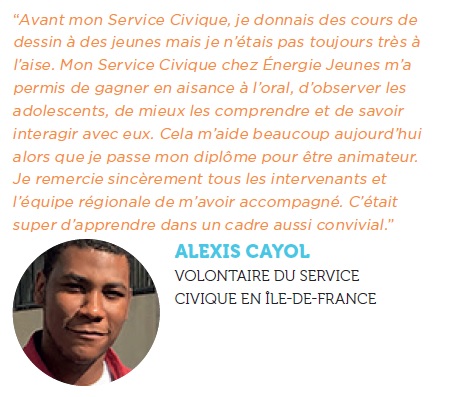 "Avant mon Service Civique, je donnais des cours de
dessin à des jeunes mais je n'étais pas toujours très à
l'aise. Mon Service Civique chez Énergie Jeunes m'a
permis de gagner en aisance à l'oral, d'observer les
adolescents, de mieux les comprendre et de savoir
interagir avec eux. Cela m'aide beaucoup aujourd'hui
alors que je passe mon diplôme pour être animateur.
Je remercie sincèrement tous les intervenants et
l'équipe régionale de m'avoir accompagné. C'était
super d'apprendre dans un cadre aussi convivial."
ALEXIS CAYOL
VOLONTAIRE DU SERVICE
CIVIQUE EN ÎLE-DE-FRANCE